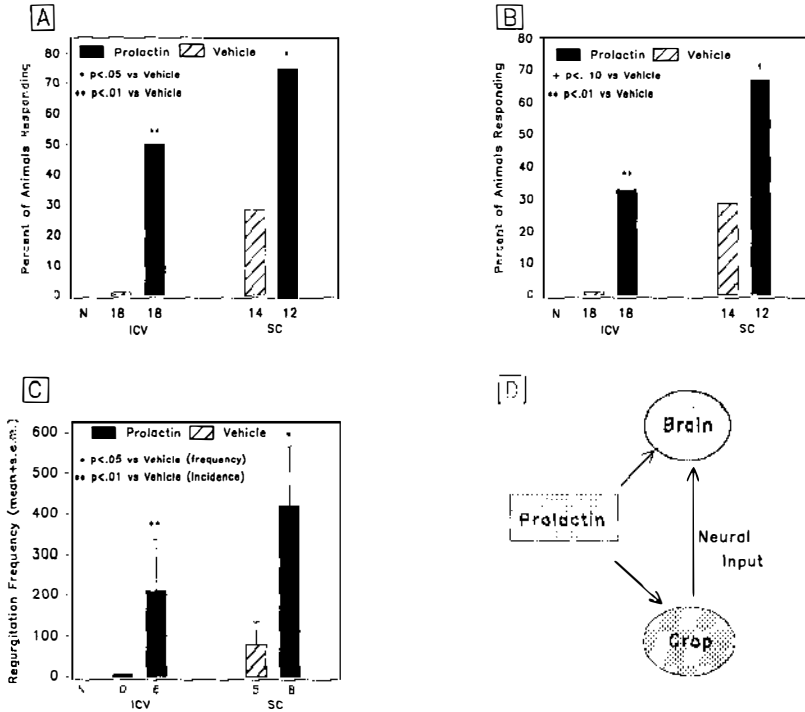 A
Prolactin Vehicle
• p<.05 vs Vehicle
** p<.01 vs Vehicle
Percent of Animals Responding
80
70
60
50
40
30
20
10
0
**
*
N 18 18 14 12
ICV SC
B
Prolactin Vehicle
+ p<.10 vs Vehicle
** p<.01 vs Vehicle
Percent of Animals Responding
80
70
60
50
40
30
20
10
0
**
N 18 18 14 12
ICV SC
C
Prolactin Vehicle
• p<.05 vs Vehicle (frequency)
** p<.01 vs Vehicle (incidence)
Regurgitation Frequency (mean+s.e.m.)
600
500
400
300
200
100
0
**
5 8
ICV SC
D
Brain
Prolactin
Neural
Input
Crop